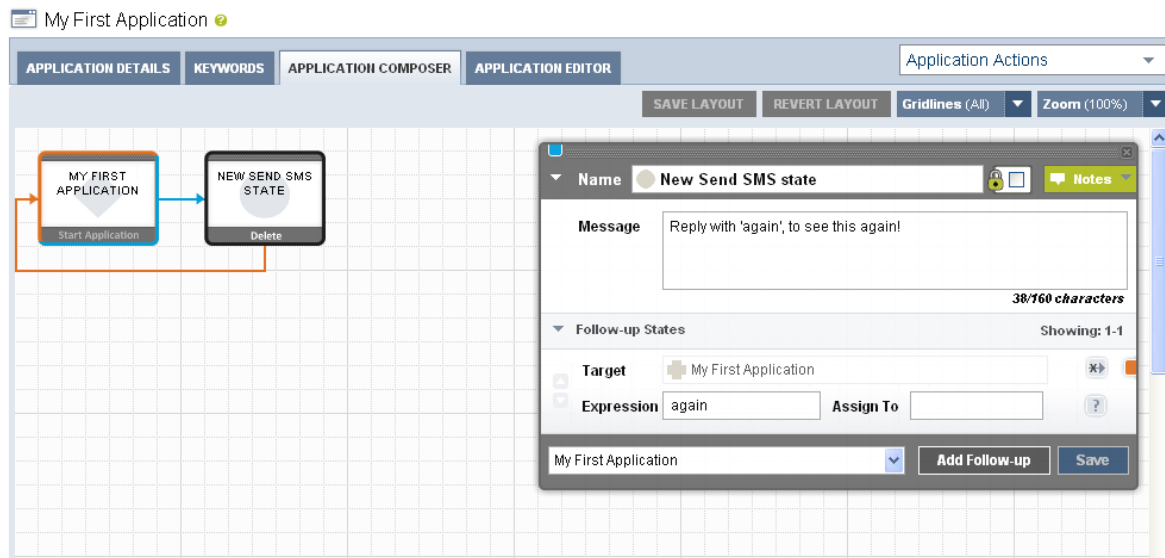 My First Application ?
APPLICATION DETAILS KEYWORDS APPLICATION COMPOSER APPLICATION EDITOR Application Actions
SAVE LAYOUT REVERT LAYOUT Gridlines (All) Zoom (100%)
MY FIRST
APPLICATION
Start Application
NEW SEND SMS
STATE
Delete
Name New Send SMS state Notes
Message Reply with 'again', to see this again!
38/160 characters
Follow-up States Showing: 1-1
Target My First Application
Expression again Assign To ?
My First Application Add Follow-up Save